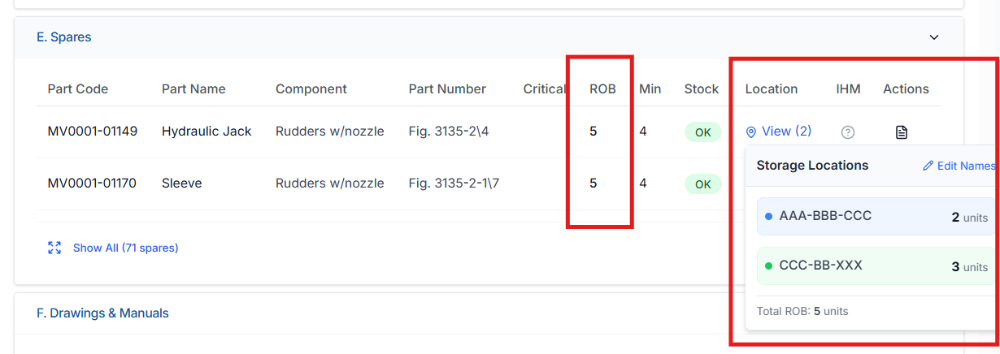 E. Spares
Part Code Part Name Component Part Number Critical ROB Min Stock Location IHM Actions
MV0001-01149 Hydraulic Jack Rudders w/nozzle Fig. 3135-2\4 5 4 OK View (2) ?
Storage Locations Edit Names
MV0001-01170 Sleeve Rudders w/nozzle Fig. 3135-2-1\7 5 4 OK
AAA-BBB-CCC 2 units
Show All (71 spares)
CCC-BB-XXX 3 units
Total ROB: 5 units
F. Drawings & Manuals